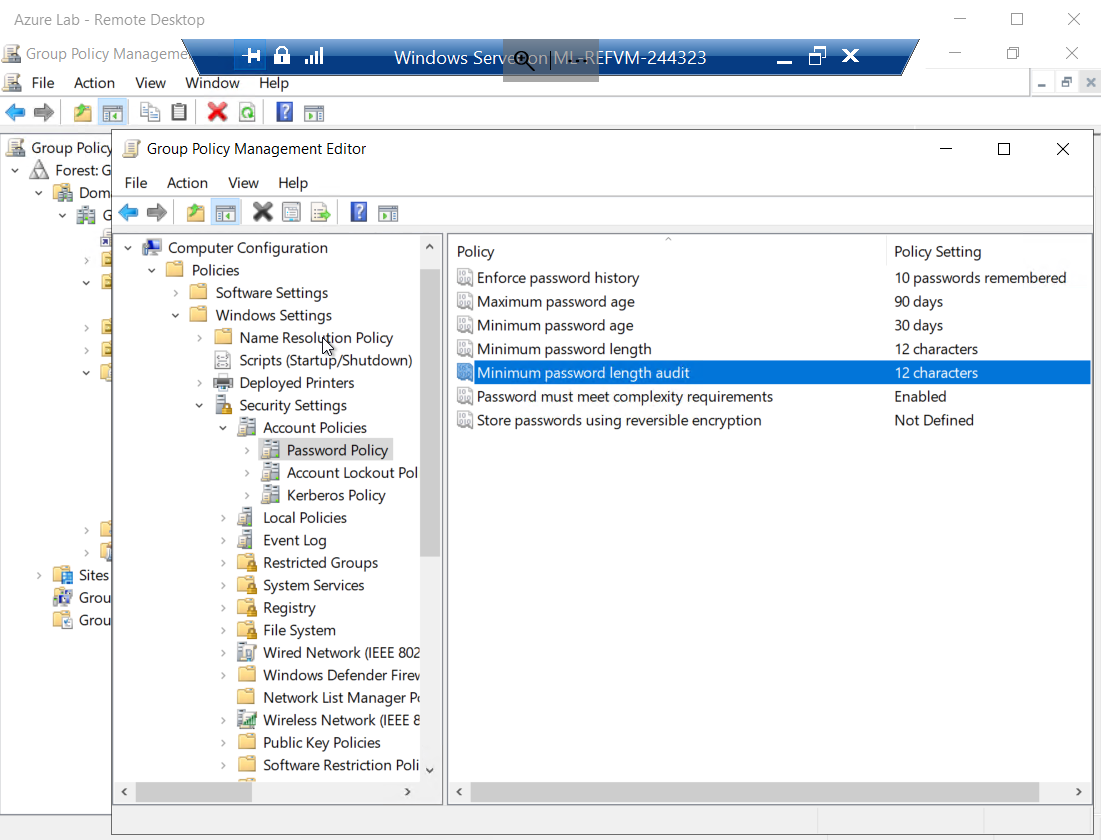 Azure Lab - Remote Desktop
Group Policy Manageme
Windows Server on ML-REFVM-244323
File Action View Window Help
Group Policy
Forest: G
Dom
G
Sites
Grou
Grou
Group Policy Management Editor
File Action View Help
Computer Configuration
Policies
Software Settings
Windows Settings
Name Resolution Policy
Scripts (Startup/Shutdown)
Deployed Printers
Security Settings
Account Policies
Password Policy
Account Lockout Pol
Kerberos Policy
Local Policies
Event Log
Restricted Groups
System Services
Registry
File System
Wired Network (IEEE 802
Windows Defender Firew
Network List Manager Po
Wireless Network (IEEE 8
Public Key Policies
Software Restriction Poli
Policy Policy Setting
Enforce password history 10 passwords remembered
Maximum password age 90 days
Minimum password age 30 days
Minimum password length 12 characters
Minimum password length audit 12 characters
Password must meet complexity requirements Enabled
Store passwords using reversible encryption Not Defined